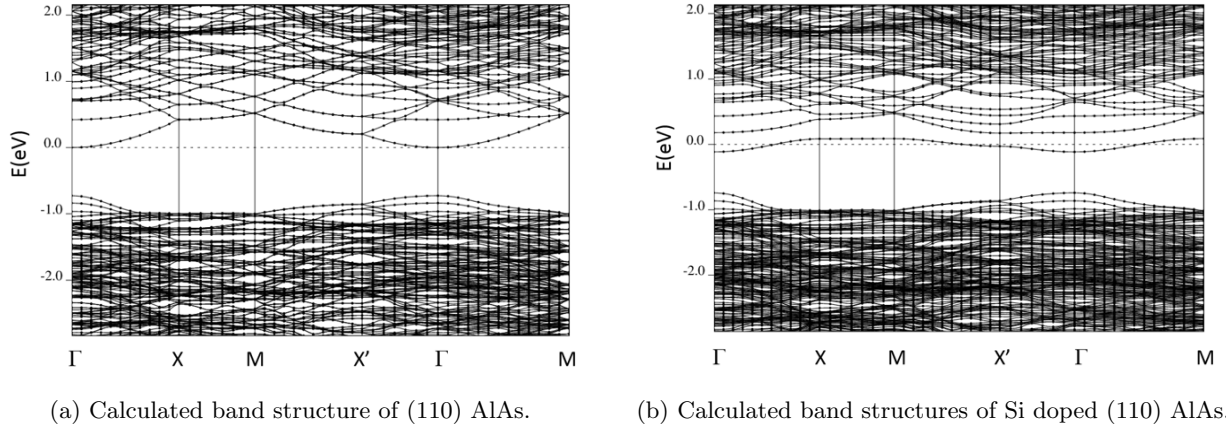 2.0
1.0
0.0
-1.0
-2.0
E(eV)
Γ X M X′ Γ M
(a) Calculated band structure of (110) AlAs.
2.0
1.0
0.0
-1.0
-2.0
E(eV)
Γ X M X′ Γ M
(b) Calculated band structures of Si doped (110) AlAs.